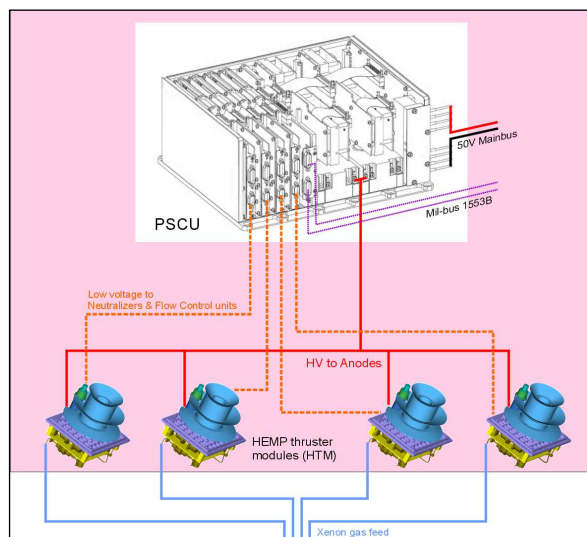 50V Mainbus
Mil-bus 1553B
PSCU
Low voltage to
Neutralizers & Flow Control units
HV to Anodes
HEMP thruster
modules (HTM)
Xenon gas feed